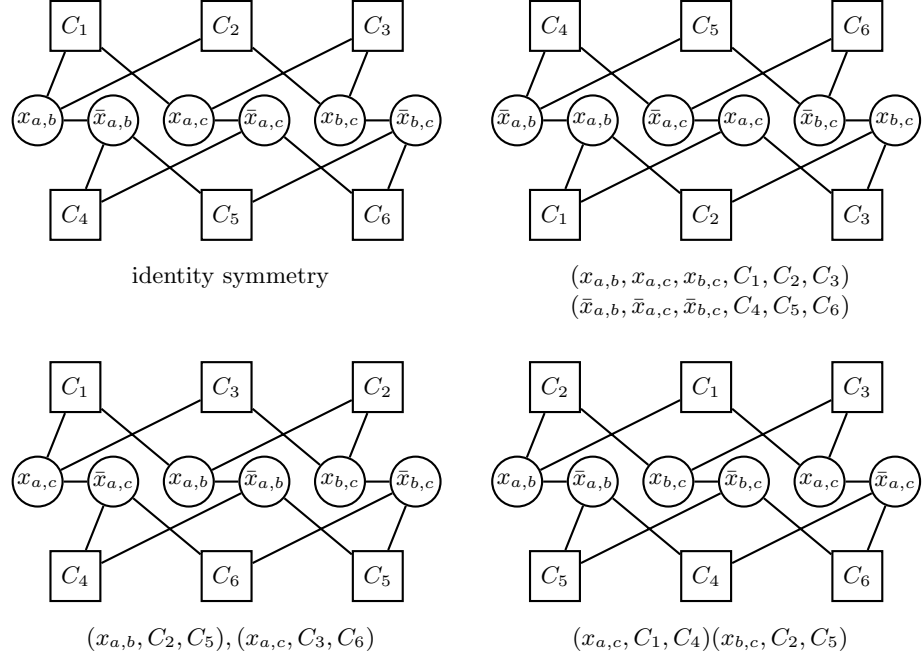 C₁ C₂ C₃ C₄ C₅ C₆
x_{a,b} x̄_{a,b} x_{a,c} x̄_{a,c} x_{b,c} x̄_{b,c} x̄_{a,b} x_{a,b} x̄_{a,c} x_{a,c} x̄_{b,c} x_{b,c}
C₄ C₅ C₆ C₁ C₂ C₃
identity symmetry (x_{a,b}, x_{a,c}, x_{b,c}, C₁, C₂, C₃)
(x̄_{a,b}, x̄_{a,c}, x̄_{b,c}, C₄, C₅, C₆)
C₁ C₃ C₂ C₂ C₁ C₃
x_{a,c} x̄_{a,c} x_{a,b} x̄_{a,b} x_{b,c} x̄_{b,c} x_{a,b} x̄_{a,b} x_{b,c} x̄_{b,c} x_{a,c} x̄_{a,c}
C₄ C₆ C₅ C₅ C₄ C₆
(x_{a,b}, C₂, C₅), (x_{a,c}, C₃, C₆) (x_{a,c}, C₁, C₄)(x_{b,c}, C₂, C₅)